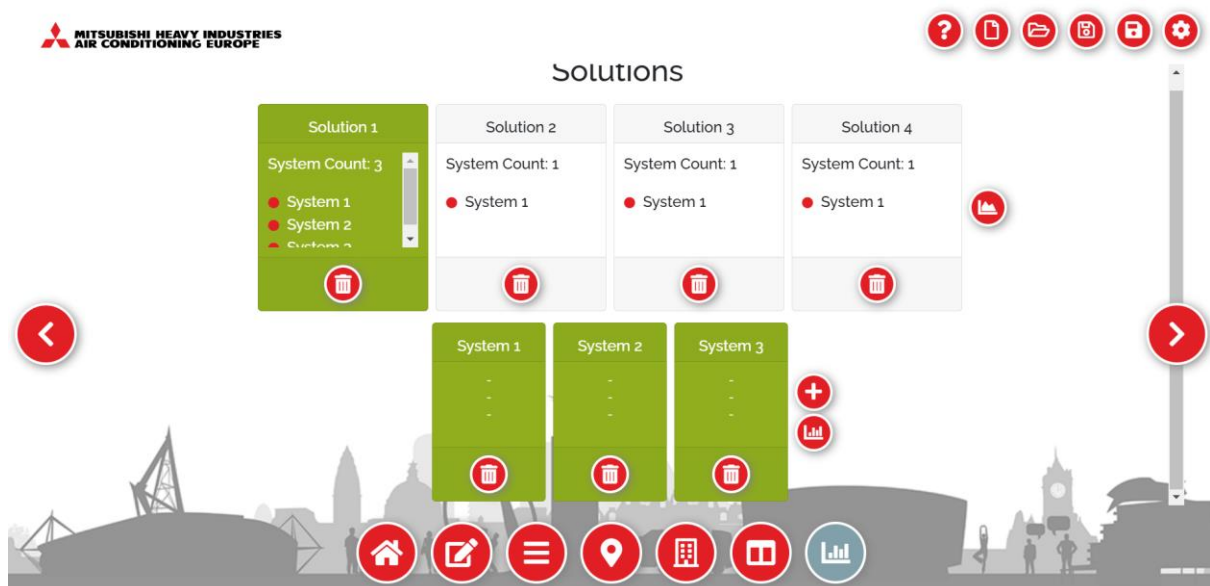 MITSUBISHI HEAVY INDUSTRIES
AIR CONDITIONING EUROPE
Solutions
Solution 1
System Count: 3
System 1
System 2
Solution 2
System Count: 1
System 1
Solution 3
System Count: 1
System 1
Solution 4
System Count: 1
System 1
System 1
-
-
-
System 2
-
-
-
System 3
-
-
-